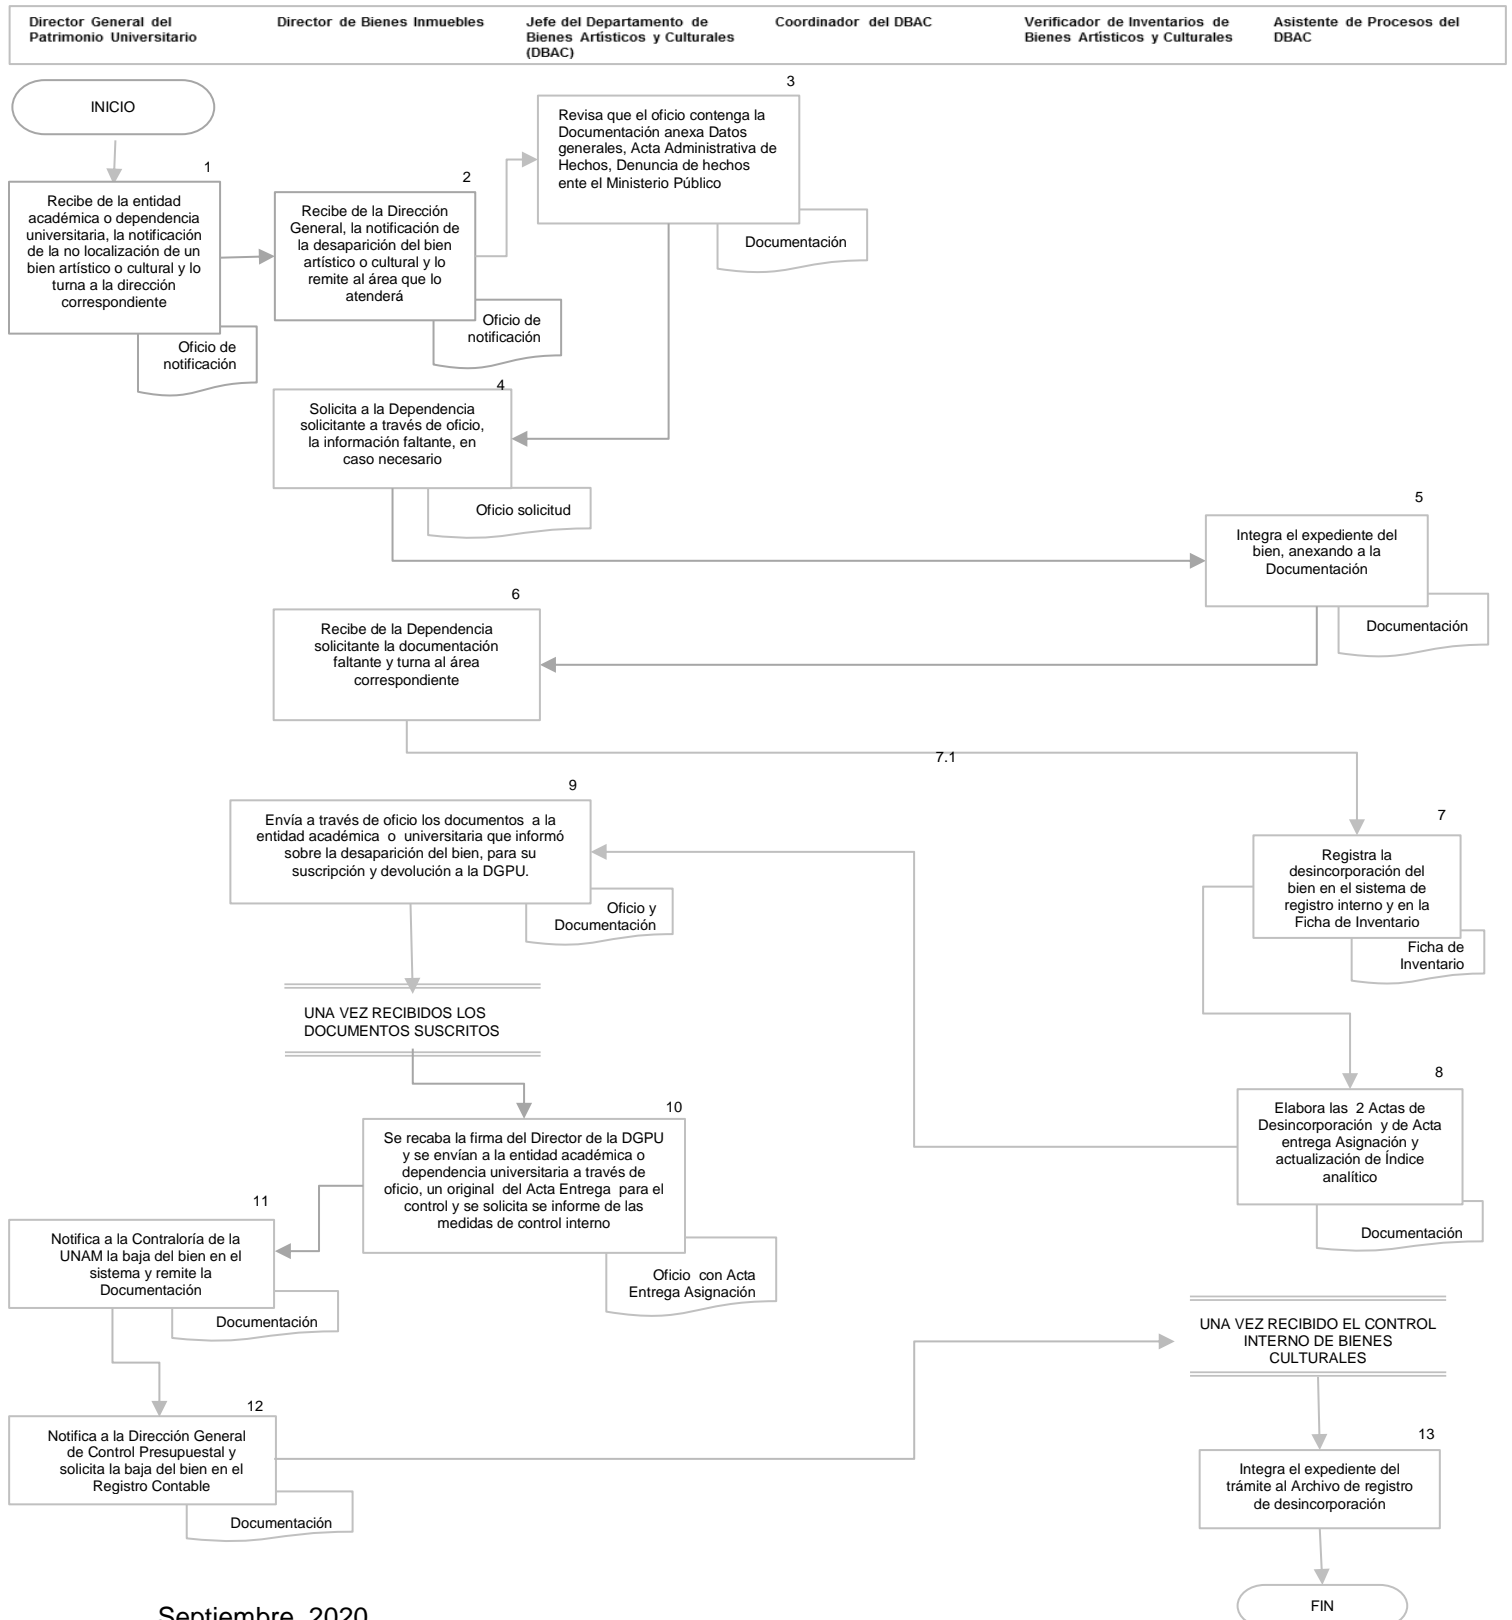 Director General del
Patrimonio Universitario
Director de Bienes Inmuebles
Jefe del Departamento de
Bienes Artísticos y Culturales
(DBAC)
Coordinador del DBAC
Verificador de Inventarios de
Bienes Artísticos y Culturales
Asistente de Procesos del
DBAC
INICIO
1
Recibe de la entidad
académica o dependencia
universitaria, la notificación
de la no localización de un
bien artístico o cultural y lo
turna a la dirección
correspondiente
Oficio de
notificación
2
Recibe de la Dirección
General, la notificación de
la desaparición del bien
artístico o cultural y lo
remite al área que lo
atenderá
Oficio de
notificación
3
Revisa que el oficio contenga la
Documentación anexa Datos
generales, Acta Administrativa de
Hechos, Denuncia de hechos
ente el Ministerio Público
Documentación
4
Solicita a la Dependencia
solicitante a través de oficio,
la información faltante, en
caso necesario
Oficio solicitud
5
Integra el expediente del
bien, anexando a la
Documentación
Documentación
6
Recibe de la Dependencia
solicitante la documentación
faltante y turna al área
correspondiente
7.1
7
Registra la
desincorporación del
bien en el sistema de
registro interno y en la
Ficha de Inventario
Ficha de
Inventario
8
Elabora las 2 Actas de
Desincorporación y de Acta
entrega Asignación y
actualización de Índice
analítico
Documentación
9
Envía a través de oficio los documentos a la
entidad académica o universitaria que informó
sobre la desaparición del bien, para su
suscripción y devolución a la DGPU.
Oficio y
Documentación
UNA VEZ RECIBIDOS LOS
DOCUMENTOS SUSCRITOS
10
Se recaba la firma del Director de la DGPU
y se envían a la entidad académica o
dependencia universitaria a través de
oficio, un original del Acta Entrega para el
control y se solicita se informe de las
medidas de control interno
Oficio con Acta
Entrega Asignación
11
Notifica a la Contraloría de la
UNAM la baja del bien en el
sistema y remite la
Documentación
Documentación
12
Notifica a la Dirección General
de Control Presupuestal y
solicita la baja del bien en el
Registro Contable
Documentación
UNA VEZ RECIBIDO EL CONTROL
INTERNO DE BIENES
CULTURALES
13
Integra el expediente del
trámite al Archivo de registro
de desincorporación
FIN
Septiembre, 2020